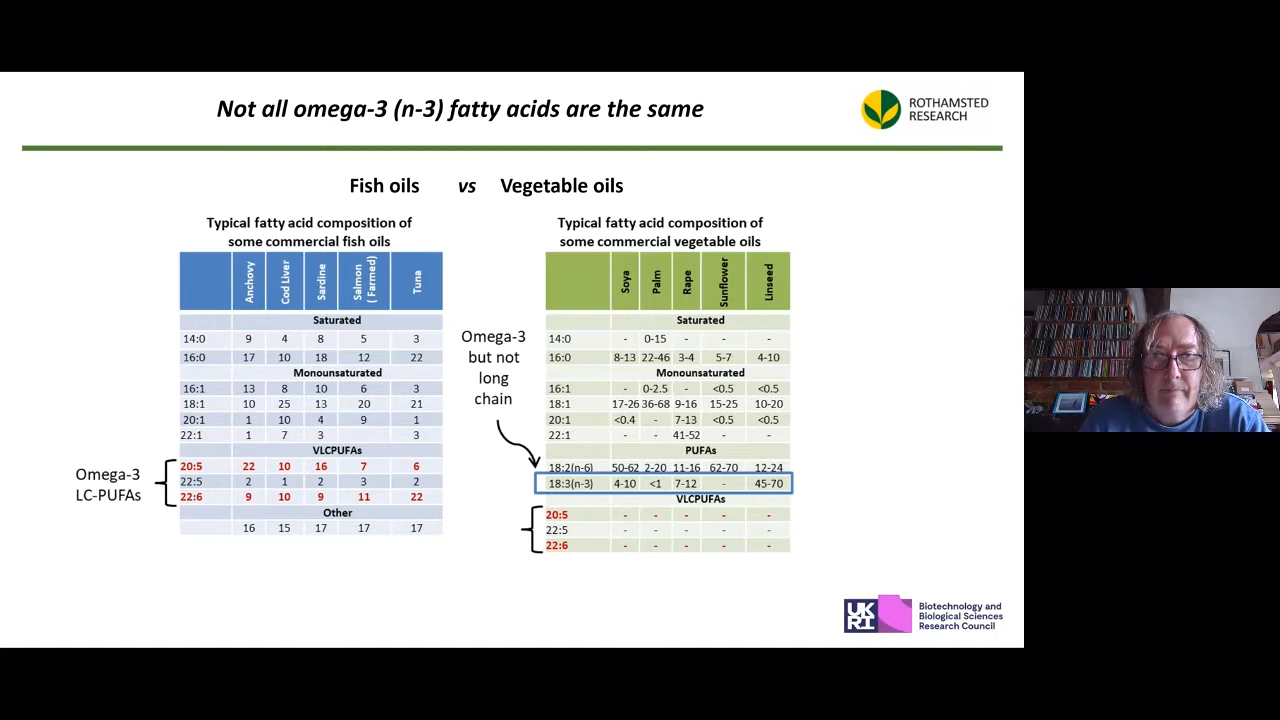 Not all omega-3 (n-3) fatty acids are the same
ROTHAMSTED
RESEARCH
Fish oils vs Vegetable oils
Typical fatty acid composition of
some commercial fish oils
Anchovy Cod Liver Sardine Salmon (Farmed) Tuna
Saturated
14:0 9 4 8 5 3
16:0 17 10 18 12 22
Monounsaturated
16:1 13 8 10 6 3
18:1 10 25 13 20 21
20:1 1 10 4 9 1
22:1 1 7 3 3
VLCPUFAs
20:5 22 10 16 7 6
22:5 2 1 2 3 2
22:6 9 10 9 11 22
Other
16 15 17 17 17
Omega-3
LC-PUFAs
Omega-3
but not
long
chain
Typical fatty acid composition of
some commercial vegetable oils
Soya Palm Rape Sunflower Linseed
Saturated
14:0 - 0-15 - - -
16:0 8-13 22-46 3-4 5-7 4-10
Monounsaturated
16:1 - 0-2.5 - <0.5 <0.5
18:1 17-26 36-68 9-16 15-25 10-20
20:1 <0.4 - 7-13 <0.5 <0.5
22:1 - - 41-52 - -
PUFAs
18:2(n-6) 50-62 2-20 11-16 62-70 12-24
18:3(n-3) 4-10 <1 7-12 - 45-70
VLCPUFAs
20:5 - - - - -
22:5 - - - - -
22:6 - - - - -
UKRI
Biotechnology and
Biological Sciences
Research Council